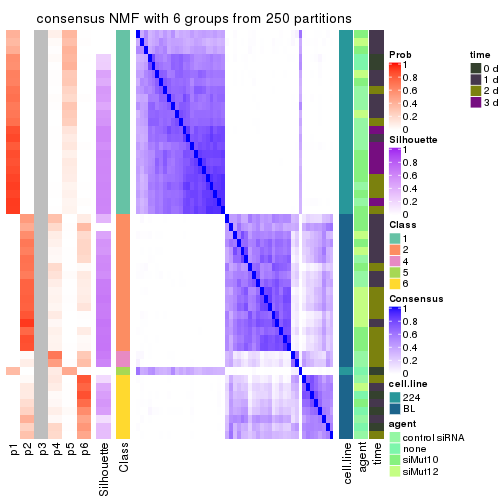 consensus NMF with 6 groups from 250 partitions
p1
p2
p3
p4
p5
p6
Silhouette
Class
cell.line
agent
time
Prob
1
0.8
0.6
0.4
0.2
0
Silhouette
1
0.8
0.6
0.4
0.2
0
Class
1
2
4
5
6
Consensus
1
0.8
0.6
0.4
0.2
0
cell.line
224
BL
agent
control siRNA
none
siMut10
siMut12
time
0 d
1 d
2 d
3 d